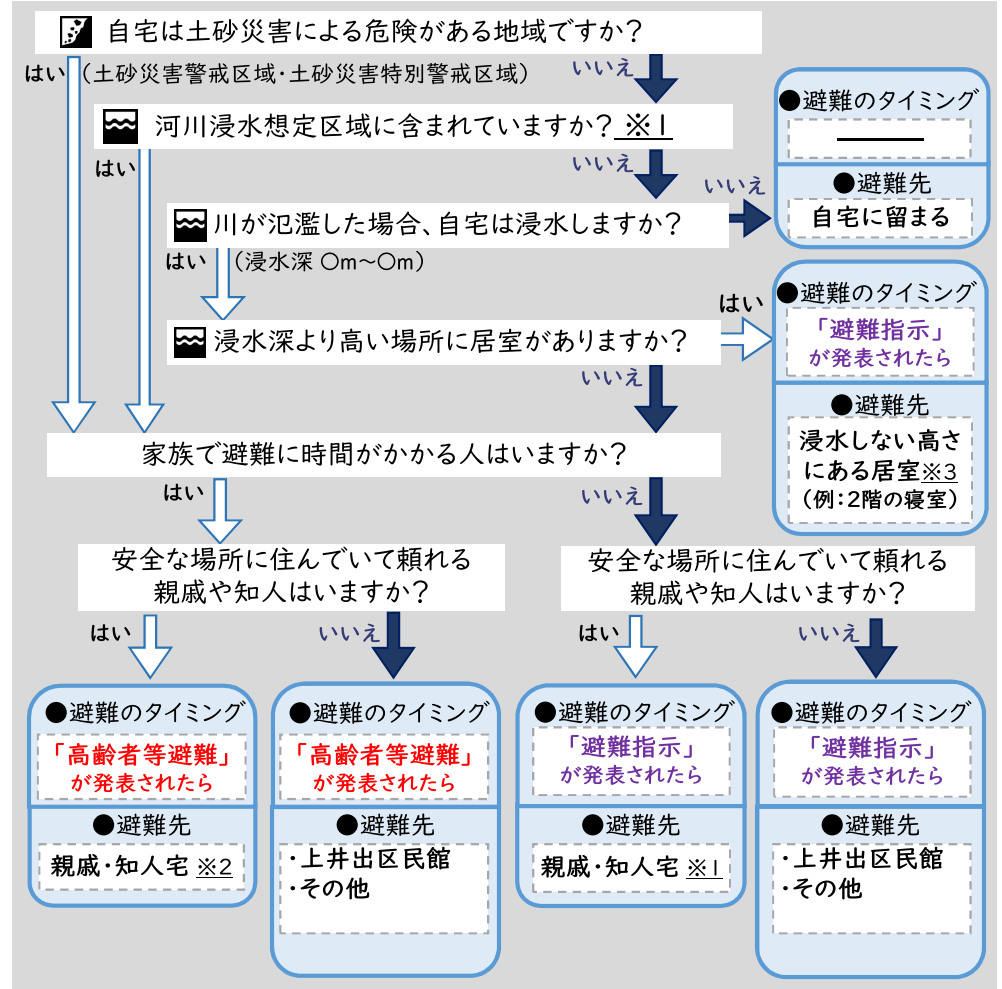 自宅は土砂災害による危険がある地域ですか?
はい
(土砂災害警戒区域・土砂災害特別警戒区域)
いいえ
河川浸水想定区域に含まれていますか? ※1
はい
いいえ
川が氾濫した場合、自宅は浸水しますか?
いいえ
はい
(浸水深 〇m~〇m)
●避難のタイミング
●避難先
自宅に留まる
浸水深より高い場所に居室がありますか?
はい
いいえ
●避難のタイミング
「避難指示」
が発表されたら
●避難先
浸水しない高さ
にある居室※3
(例:2階の寝室)
家族で避難に時間がかかる人はいますか?
はい
いいえ
安全な場所に住んでいて頼れる
親戚や知人はいますか?
はい
いいえ
安全な場所に住んでいて頼れる
親戚や知人はいますか?
はい
いいえ
●避難のタイミング
「高齢者等避難」
が発表されたら
●避難先
親戚・知人宅 ※2
●避難のタイミング
「高齢者等避難」
が発表されたら
●避難先
・上井出区民館
・その他
●避難のタイミング
「避難指示」
が発表されたら
●避難先
親戚・知人宅 ※1
●避難のタイミング
「避難指示」
が発表されたら
●避難先
・上井出区民館
・その他